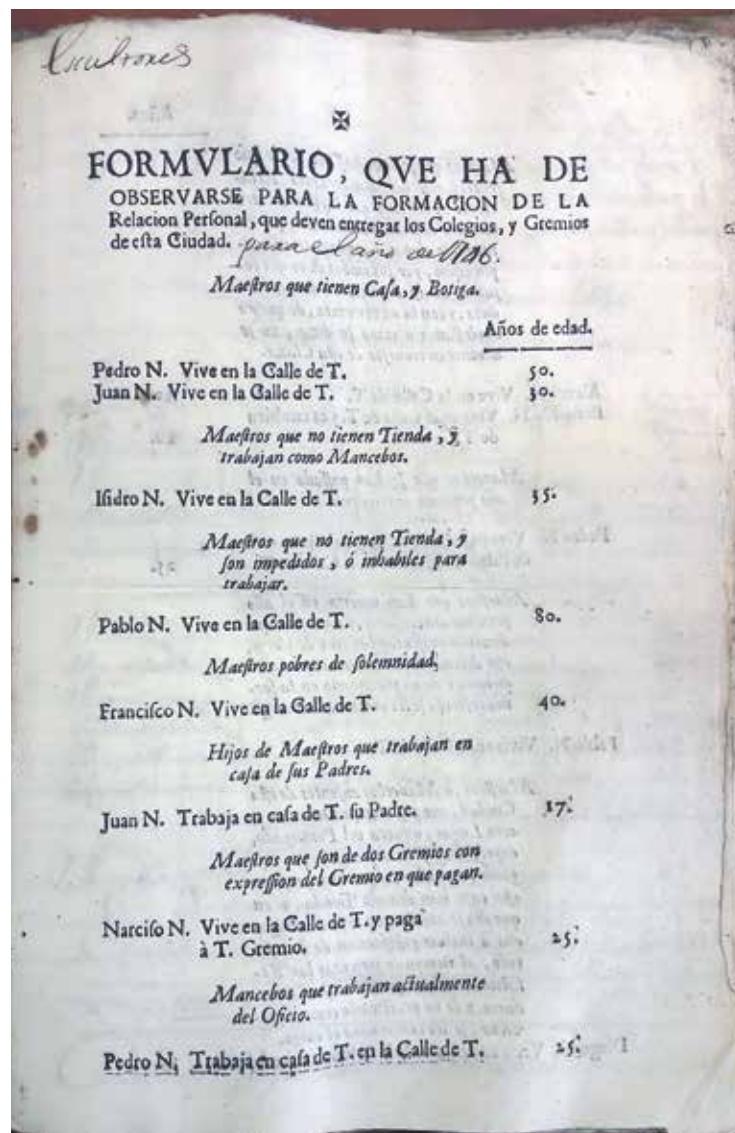 ✠
FORMVLARIO, QVE HA DE
OBSERVARSE PARA LA FORMACION DE LA
Relacion Perſonal, que deven entregar los Colegios, y Gremios
de eſta Ciudad. para el año de
Maeſtros que tienen Caſa, y Botiga.
Años de edad.
Pedro N. Vive en la Calle de T. 50.
Juan N. Vive en la Calle de T. 30.
Maeſtros que no tienen Tienda, y
trabajan como Mancebos.
Iſidro N. Vive en la Calle de T. 35.
Maeſtros que no tienen Tienda, y
ſon impedidos, ò inhabiles para
trabajar.
Pablo N. Vive en la Calle de T. 80.
Maeſtros pobres de ſolemnidad,
Franciſco N. Vive en la Calle de T. 40.
Hijos de Maeſtros que trabajan en
caſa de ſus Padres.
Juan N. Trabaja en caſa de T. ſu Padre. 17.
Maeſtros que ſon de dos Gremios con
expreſſion del Gremio en que pagan.
Narciſo N. Vive en la Calle de T. y paga
à T. Gremio. 25.
Mancebos que trabajan actualmente
del Oficio.
Pedro N, Trabaja en caſa de T. en la Calle de T. 25.